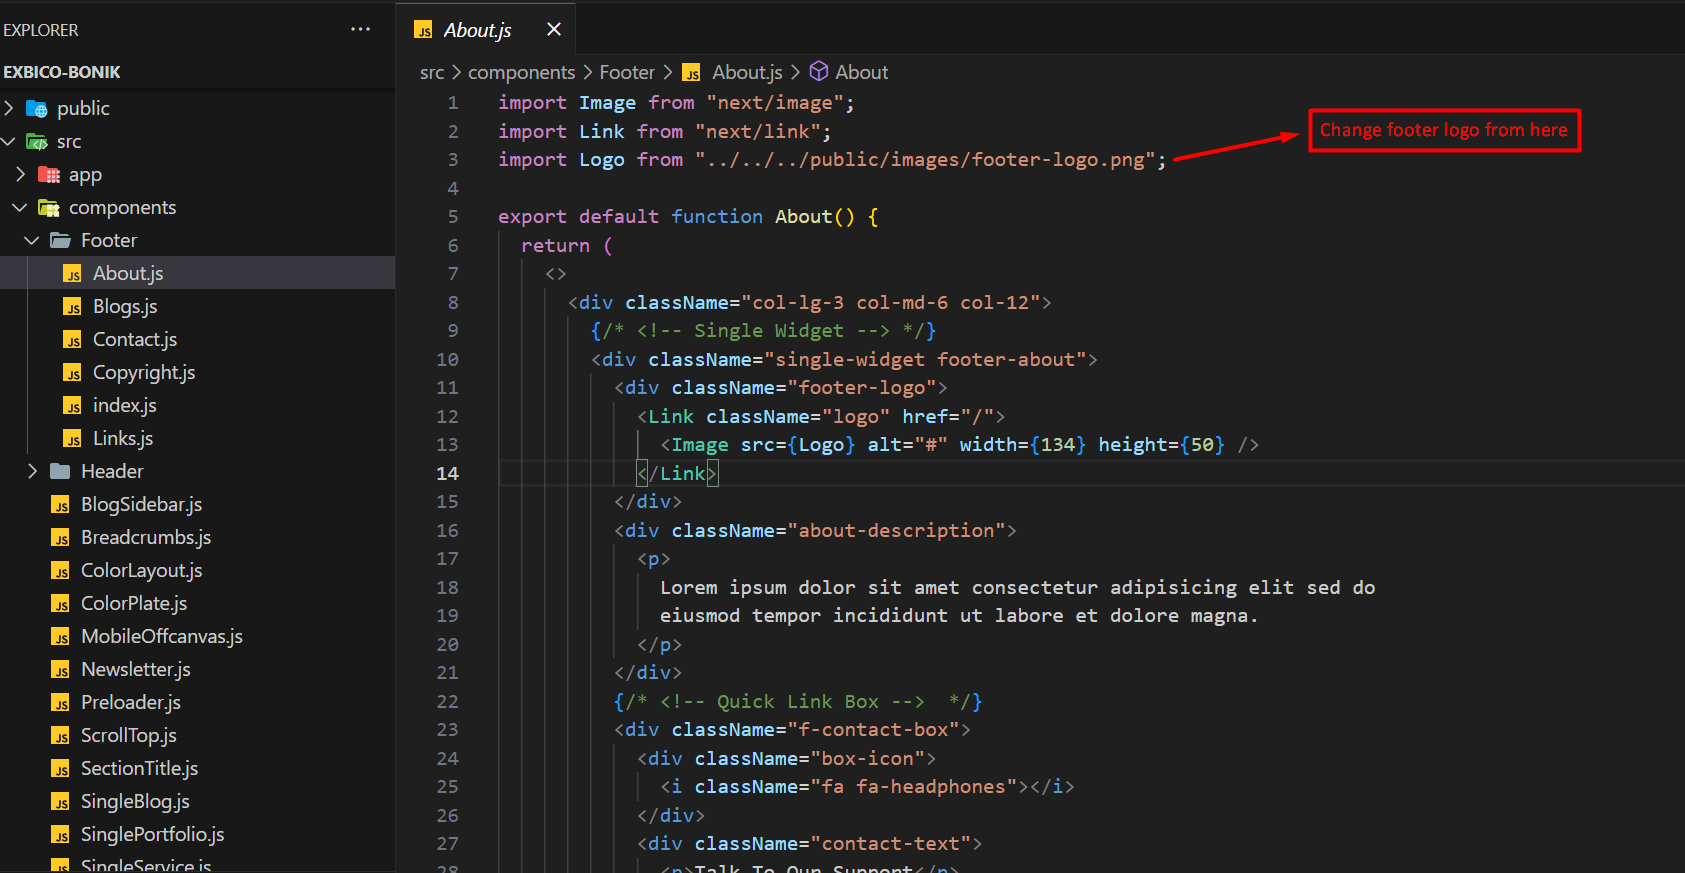 EXPLORER
···
EXBICO-BONIK
public
src
app
components
Footer
About.js
Blogs.js
Contact.js
Copyright.js
index.js
Links.js
Header
BlogSidebar.js
Breadcrumbs.js
ColorLayout.js
ColorPlate.js
MobileOffcanvas.js
Newsletter.js
Preloader.js
ScrollTop.js
SectionTitle.js
SingleBlog.js
SinglePortfolio.js
SingleService.js
JS About.js
src > components > Footer > JS About.js > About
1 import Image from "next/image";
2 import Link from "next/link";
3 import Logo from "../../../public/images/footer-logo.png";
Change footer logo from here
4
5 export default function About() {
6 return (
7 <>
8 <div className="col-lg-3 col-md-6 col-12">
9 {/* <!-- Single Widget --> */}
10 <div className="single-widget footer-about">
11 <div className="footer-logo">
12 <Link className="logo" href="/">
13 <Image src={Logo} alt="#" width={134} height={50} />
14 </Link>
15 </div>
16 <div className="about-description">
17 <p>
18 Lorem ipsum dolor sit amet consectetur adipisicing elit sed do
19 eiusmod tempor incididunt ut labore et dolore magna.
20 </p>
21 </div>
22 {/* <!-- Quick Link Box -->  */}
23 <div className="f-contact-box">
24 <div className="box-icon">
25 <i className="fa fa-headphones"></i>
26 </div>
27 <div className="contact-text">
28 <p>Talk To Our Support</p>